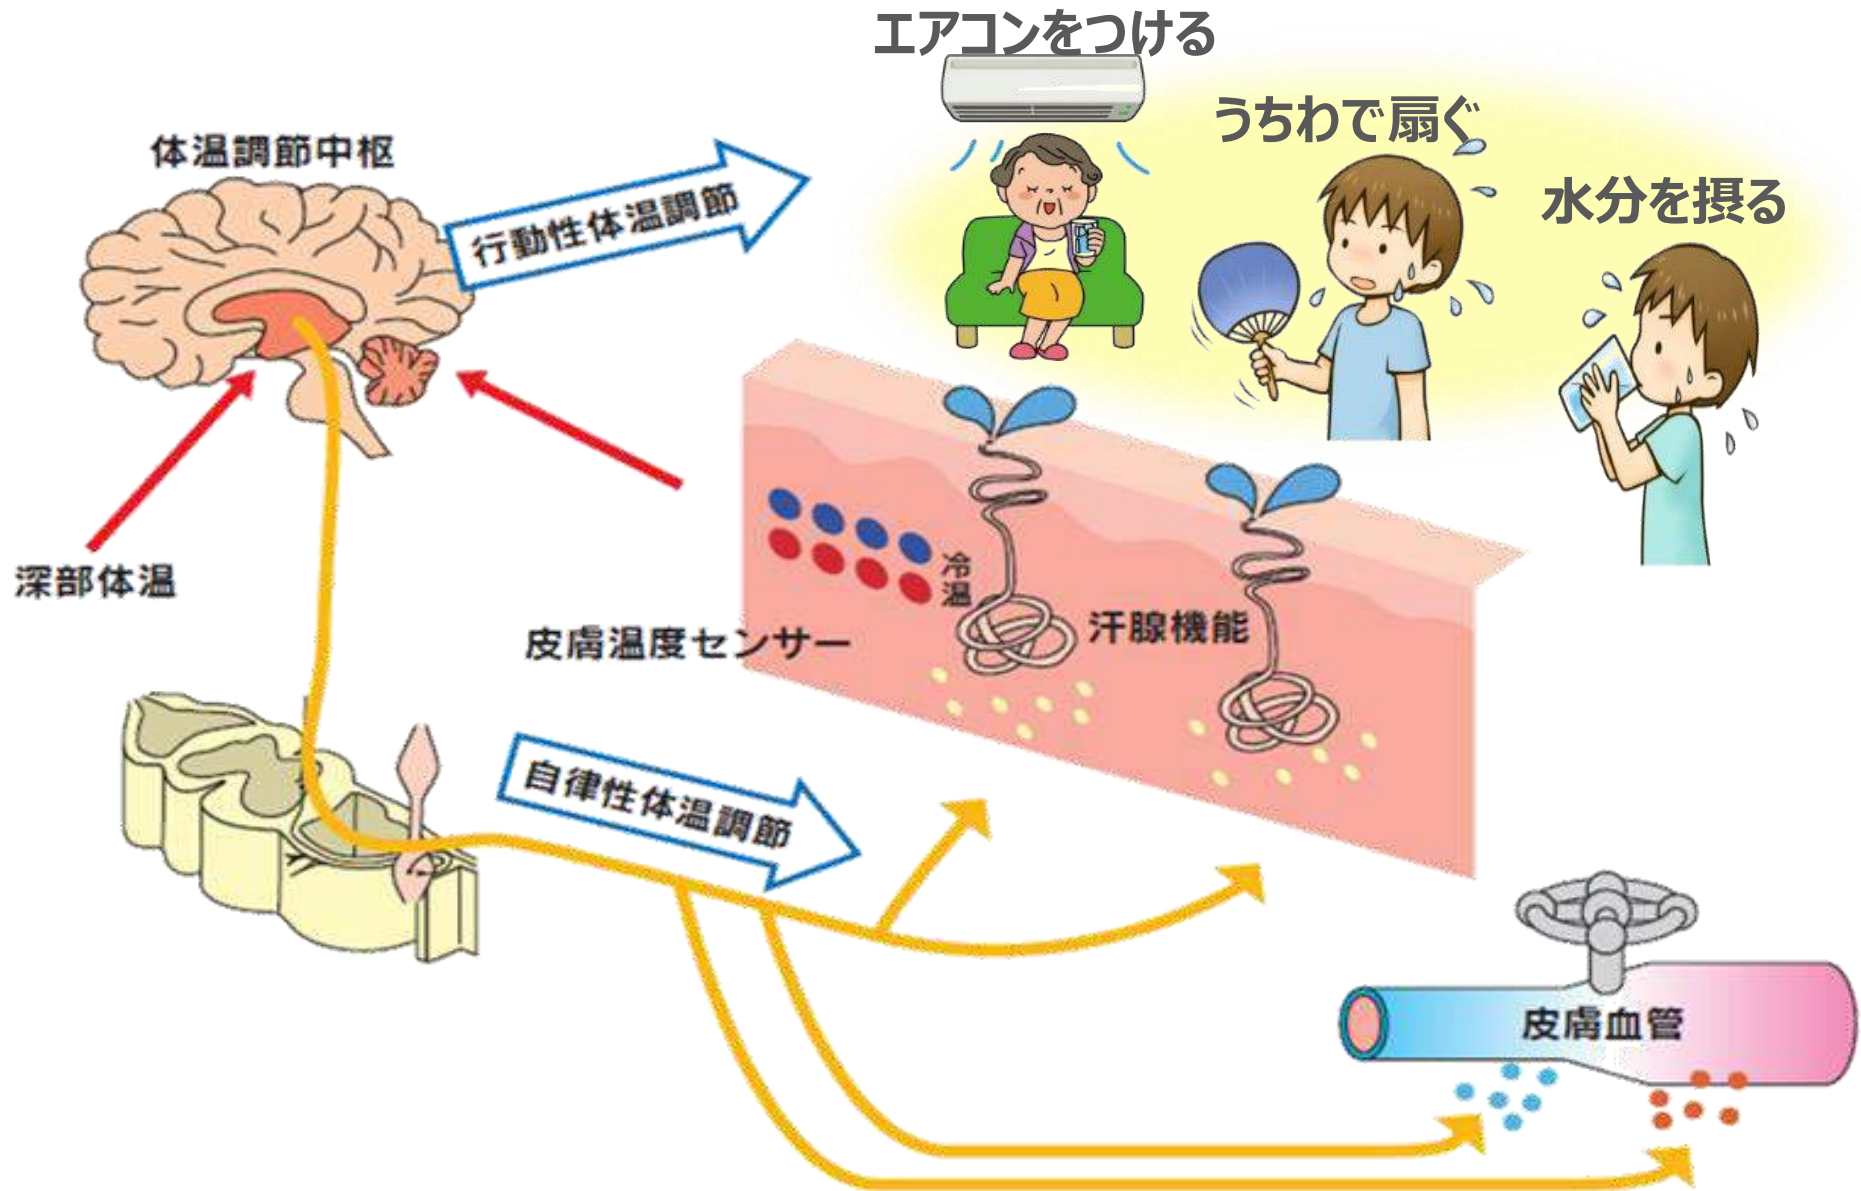 エアコンをつける
うちわで扇ぐ
水分を摂る
体温調節中枢
行動性体温調節
深部体温
冷
温
皮膚温度センサー
汗腺機能
自律性体温調節
皮膚血管